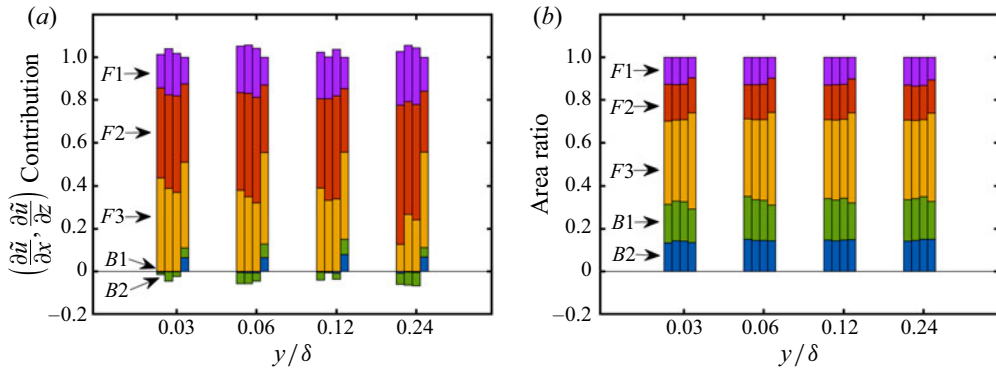 (a)
(∂ũ/∂x, ∂ũ/∂z) Contribution
1.0
0.8
0.6
0.4
0.2
0
−0.2
F1
F2
F3
B1
B2
0.03 0.06 0.12 0.24
y/δ
(b)
Area ratio
1.0
0.8
0.6
0.4
0.2
0
−0.2
F1
F2
F3
B1
B2
0.03 0.06 0.12 0.24
y/δ